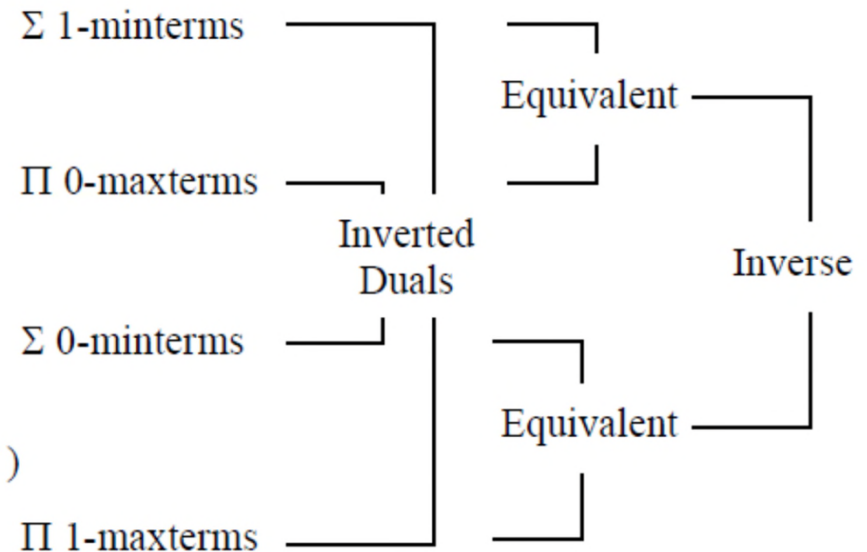 Σ 1-minterms
Equivalent
Π 0-maxterms
Inverted
Duals
Inverse
Σ 0-minterms
Equivalent
)
Π 1-maxterms